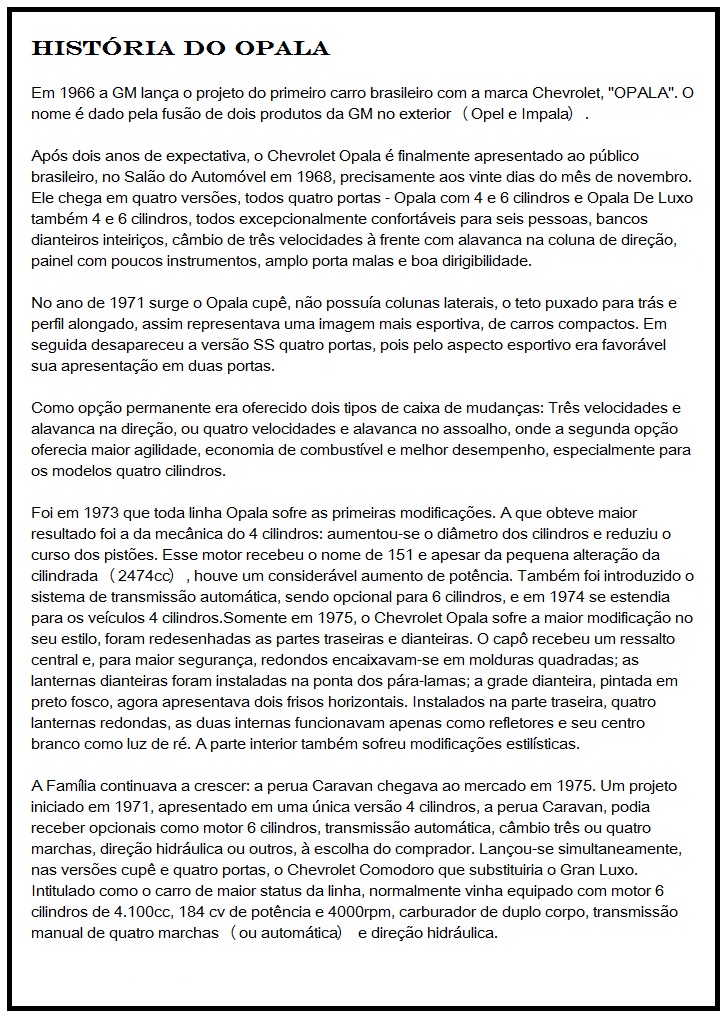 HISTÓRIA DO OPALA
Em 1966 a GM lança o projeto do primeiro carro brasileiro com a marca Chevrolet, "OPALA". O
nome é dado pela fusão de dois produtos da GM no exterior (Opel e Impala) .
Após dois anos de expectativa, o Chevrolet Opala é finalmente apresentado ao público
brasileiro, no Salão do Automóvel em 1968, precisamente aos vinte dias do mês de novembro.
Ele chega em quatro versões, todos quatro portas - Opala com 4 e 6 cilindros e Opala De Luxo
também 4 e 6 cilindros, todos excepcionalmente confortáveis para seis pessoas, bancos
dianteiros inteiriços, câmbio de três velocidades à frente com alavanca na coluna de direção,
painel com poucos instrumentos, amplo porta malas e boa dirigibilidade.
No ano de 1971 surge o Opala cupê, não possuía colunas laterais, o teto puxado para trás e
perfil alongado, assim representava uma imagem mais esportiva, de carros compactos. Em
seguida desapareceu a versão SS quatro portas, pois pelo aspecto esportivo era favorável
sua apresentação em duas portas.
Como opção permanente era oferecido dois tipos de caixa de mudanças: Três velocidades e
alavanca na direção, ou quatro velocidades e alavanca no assoalho, onde a segunda opção
oferecia maior agilidade, economia de combustível e melhor desempenho, especialmente para
os modelos quatro cilindros.
Foi em 1973 que toda linha Opala sofre as primeiras modificações. A que obteve maior
resultado foi a da mecânica do 4 cilindros: aumentou-se o diâmetro dos cilindros e reduziu o
curso dos pistões. Esse motor recebeu o nome de 151 e apesar da pequena alteração da
cilindrada (2474cc) , houve um considerável aumento de potência. Também foi introduzido o
sistema de transmissão automática, sendo opcional para 6 cilindros, e em 1974 se estendia
para os veículos 4 cilindros.Somente em 1975, o Chevrolet Opala sofre a maior modificação no
seu estilo, foram redesenhadas as partes traseiras e dianteiras. O capô recebeu um ressalto
central e, para maior segurança, redondos encaixavam-se em molduras quadradas; as
lanternas dianteiras foram instaladas na ponta dos pára-lamas; a grade dianteira, pintada em
preto fosco, agora apresentava dois frisos horizontais. Instalados na parte traseira, quatro
lanternas redondas, as duas internas funcionavam apenas como refletores e seu centro
branco como luz de ré. A parte interior também sofreu modificações estilísticas.
A Família continuava a crescer: a perua Caravan chegava ao mercado em 1975. Um projeto
iniciado em 1971, apresentado em uma única versão 4 cilindros, a perua Caravan, podia
receber opcionais como motor 6 cilindros, transmissão automática, câmbio três ou quatro
marchas, direção hidráulica ou outros, à escolha do comprador. Lançou-se simultaneamente,
nas versões cupê e quatro portas, o Chevrolet Comodoro que substituiria o Gran Luxo.
Intitulado como o carro de maior status da linha, normalmente vinha equipado com motor 6
cilindros de 4.100cc, 184 cv de potência e 4000rpm, carburador de duplo corpo, transmissão
manual de quatro marchas (ou automática) e direção hidráulica.